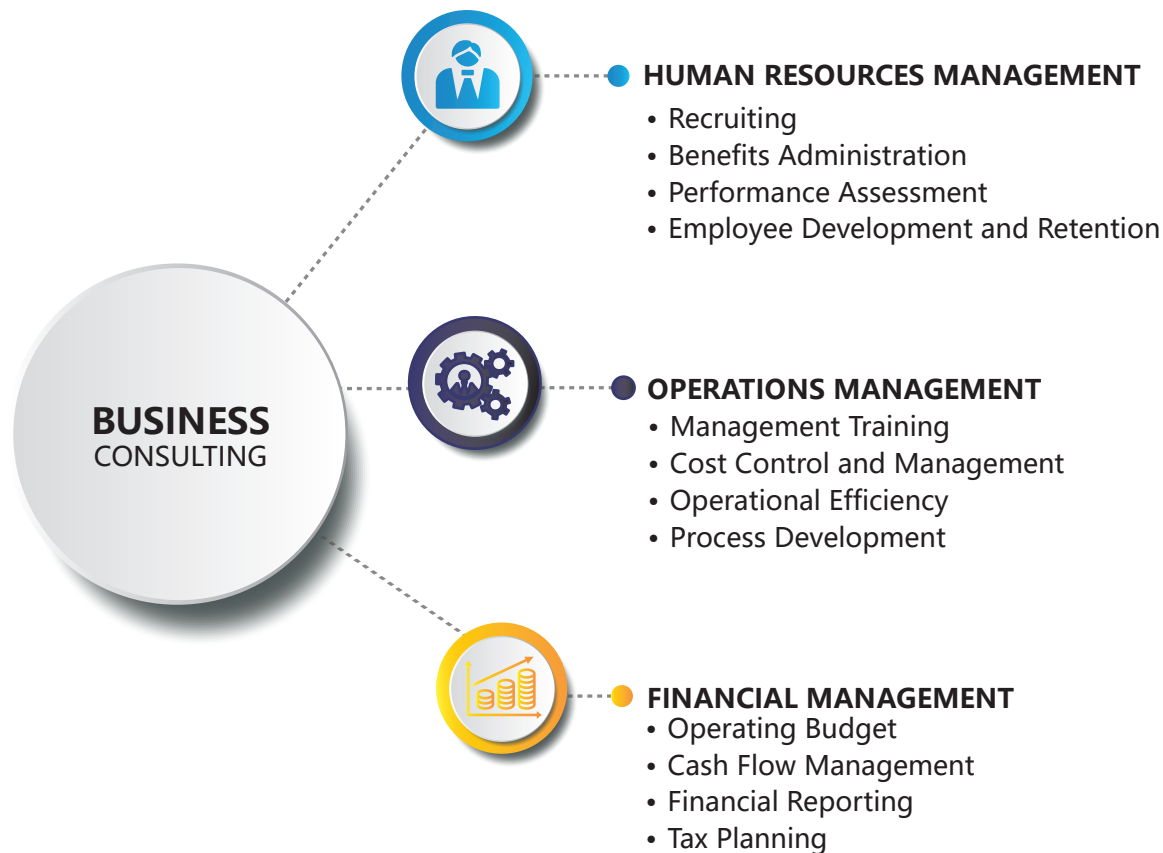 BUSINESS
CONSULTING
HUMAN RESOURCES MANAGEMENT
• Recruiting
• Benefits Administration
• Performance Assessment
• Employee Development and Retention
OPERATIONS MANAGEMENT
• Management Training
• Cost Control and Management
• Operational Efficiency
• Process Development
FINANCIAL MANAGEMENT
• Operating Budget
• Cash Flow Management
• Financial Reporting
• Tax Planning